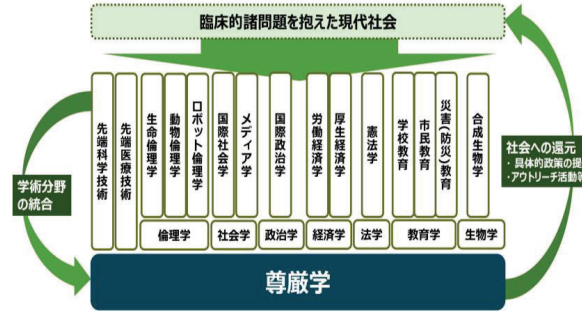 臨床的諸問題を抱えた現代社会
先端科学技術
先端医療技術
生命倫理学
動物倫理学
ロボット倫理学
国際社会学
メディア学
国際政治学
労働経済学
厚生経済学
憲法学
学校教育
市民教育
災害(防災)教育
合成生物学
倫理学
社会学
政治学
経済学
法学
教育学
生物学
学術分野
の統合
社会への還元
・具体的政策の提
・アウトリーチ活動等
尊厳学